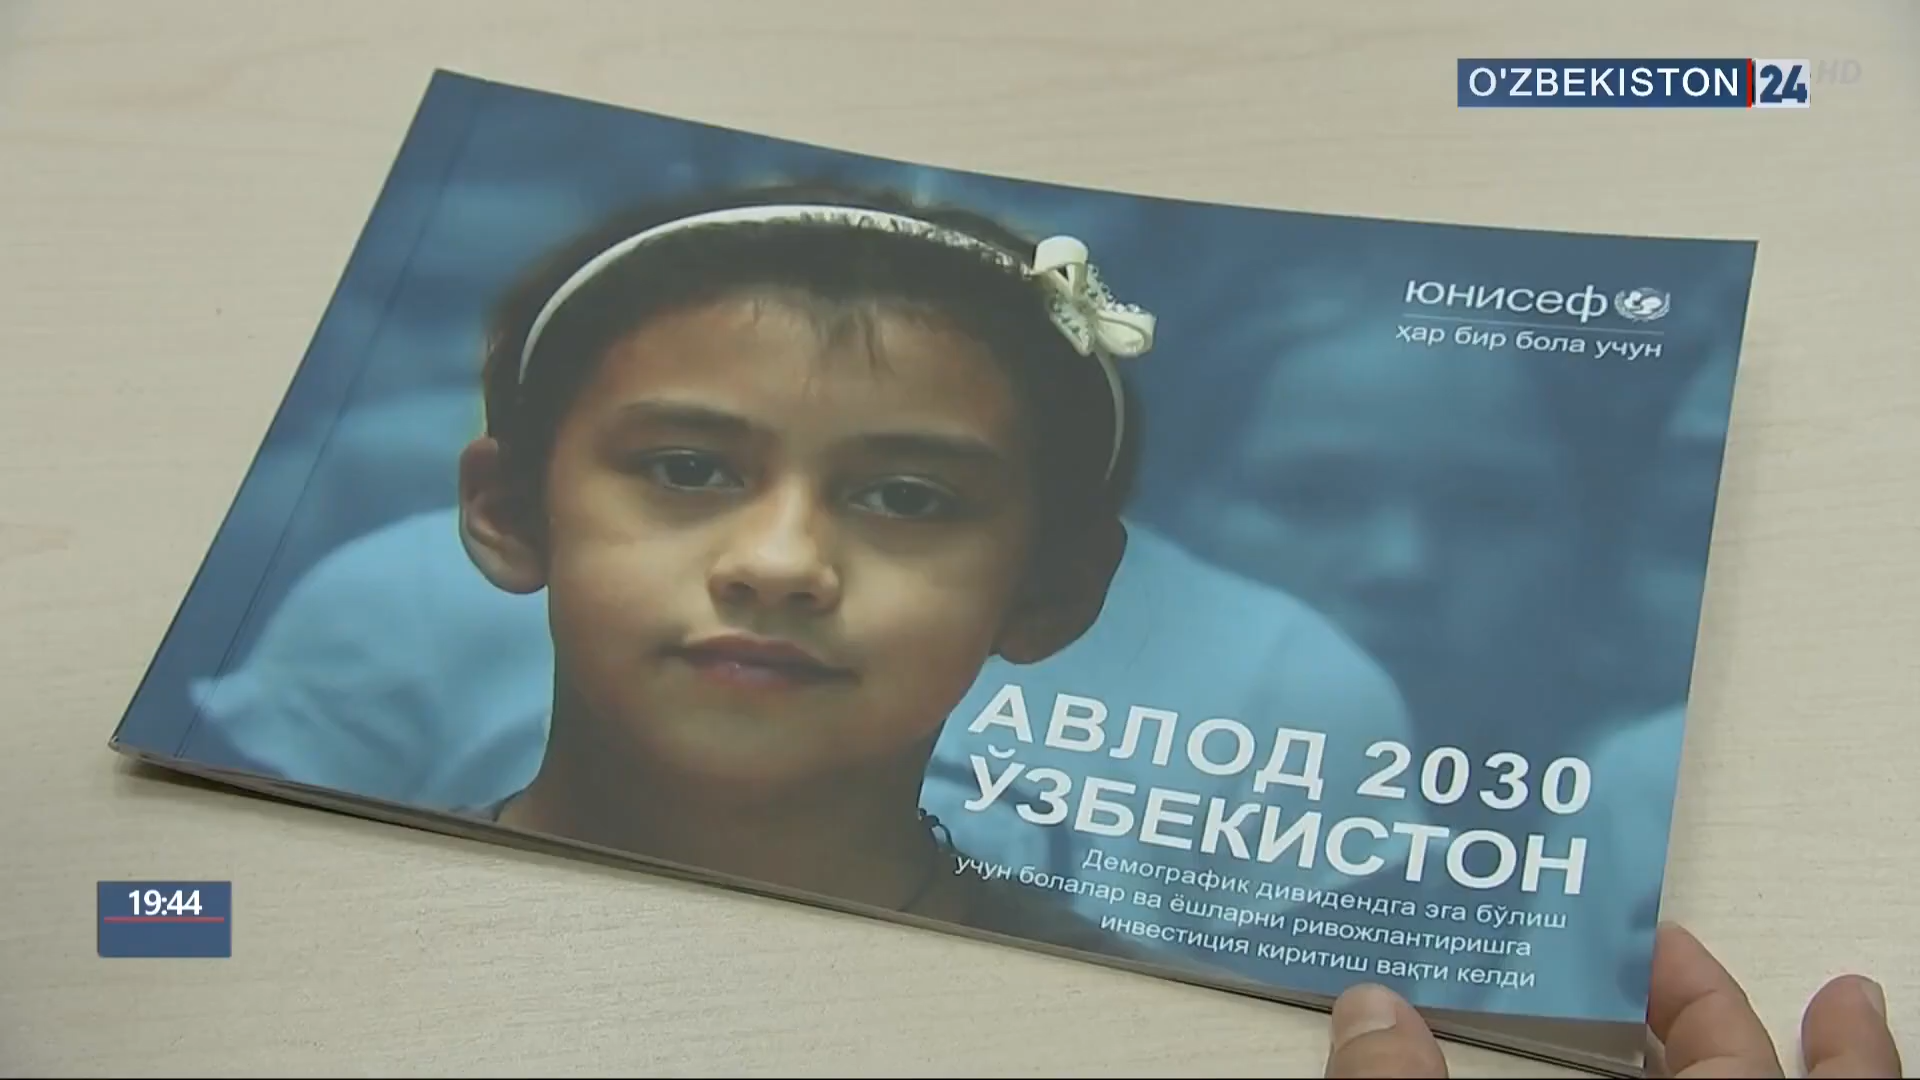 O'ZBEKISTON 24 HD
юнисеф
ҳар бир бола учун
АВЛОД 2030
ЎЗБЕКИСТОН
Демографик дивидендга эга бўлиш
учун болалар ва ёшларни ривожлантиришга
инвестиция киритиш вақти келди
19:44